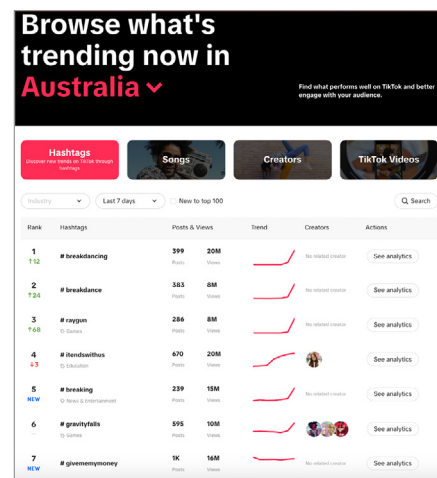 Browse what's
trending now in
Australia
Find what performs well on TikTok and better
engage with your audience.
Hashtags
Discover new trends on TikTok through
hashtags
Songs
Creators
TikTok Videos
Industry
Last 7 days
New to top 100
Search
Rank Hashtags Posts & Views Trend Creators Actions
1 # breakdancing 399 20M No related creator See analytics
↑12 Posts Views
2 # breakdance 383 8M No related creator See analytics
↑24 Posts Views
3 # raygun 286 8M No related creator See analytics
↑68 Games Posts Views
4 # itendswithus 670 20M See analytics
↓3 Education Posts Views
5 # breaking 239 15M No related creator See analytics
NEW News & Entertainment Posts Views
6 # gravityfalls 595 10M See analytics
– Games Posts Views
7 # givememymoney 1K 16M No related creator See analytics
NEW Posts Views